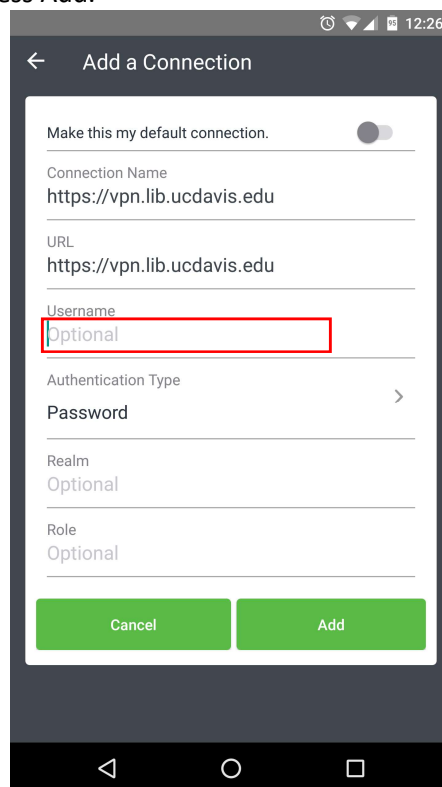 95 12:26
Add a Connection
Make this my default connection.
Connection Name
https://vpn.lib.ucdavis.edu
URL
https://vpn.lib.ucdavis.edu
Username
Optional
Authentication Type
Password
Realm
Optional
Role
Optional
Cancel Add